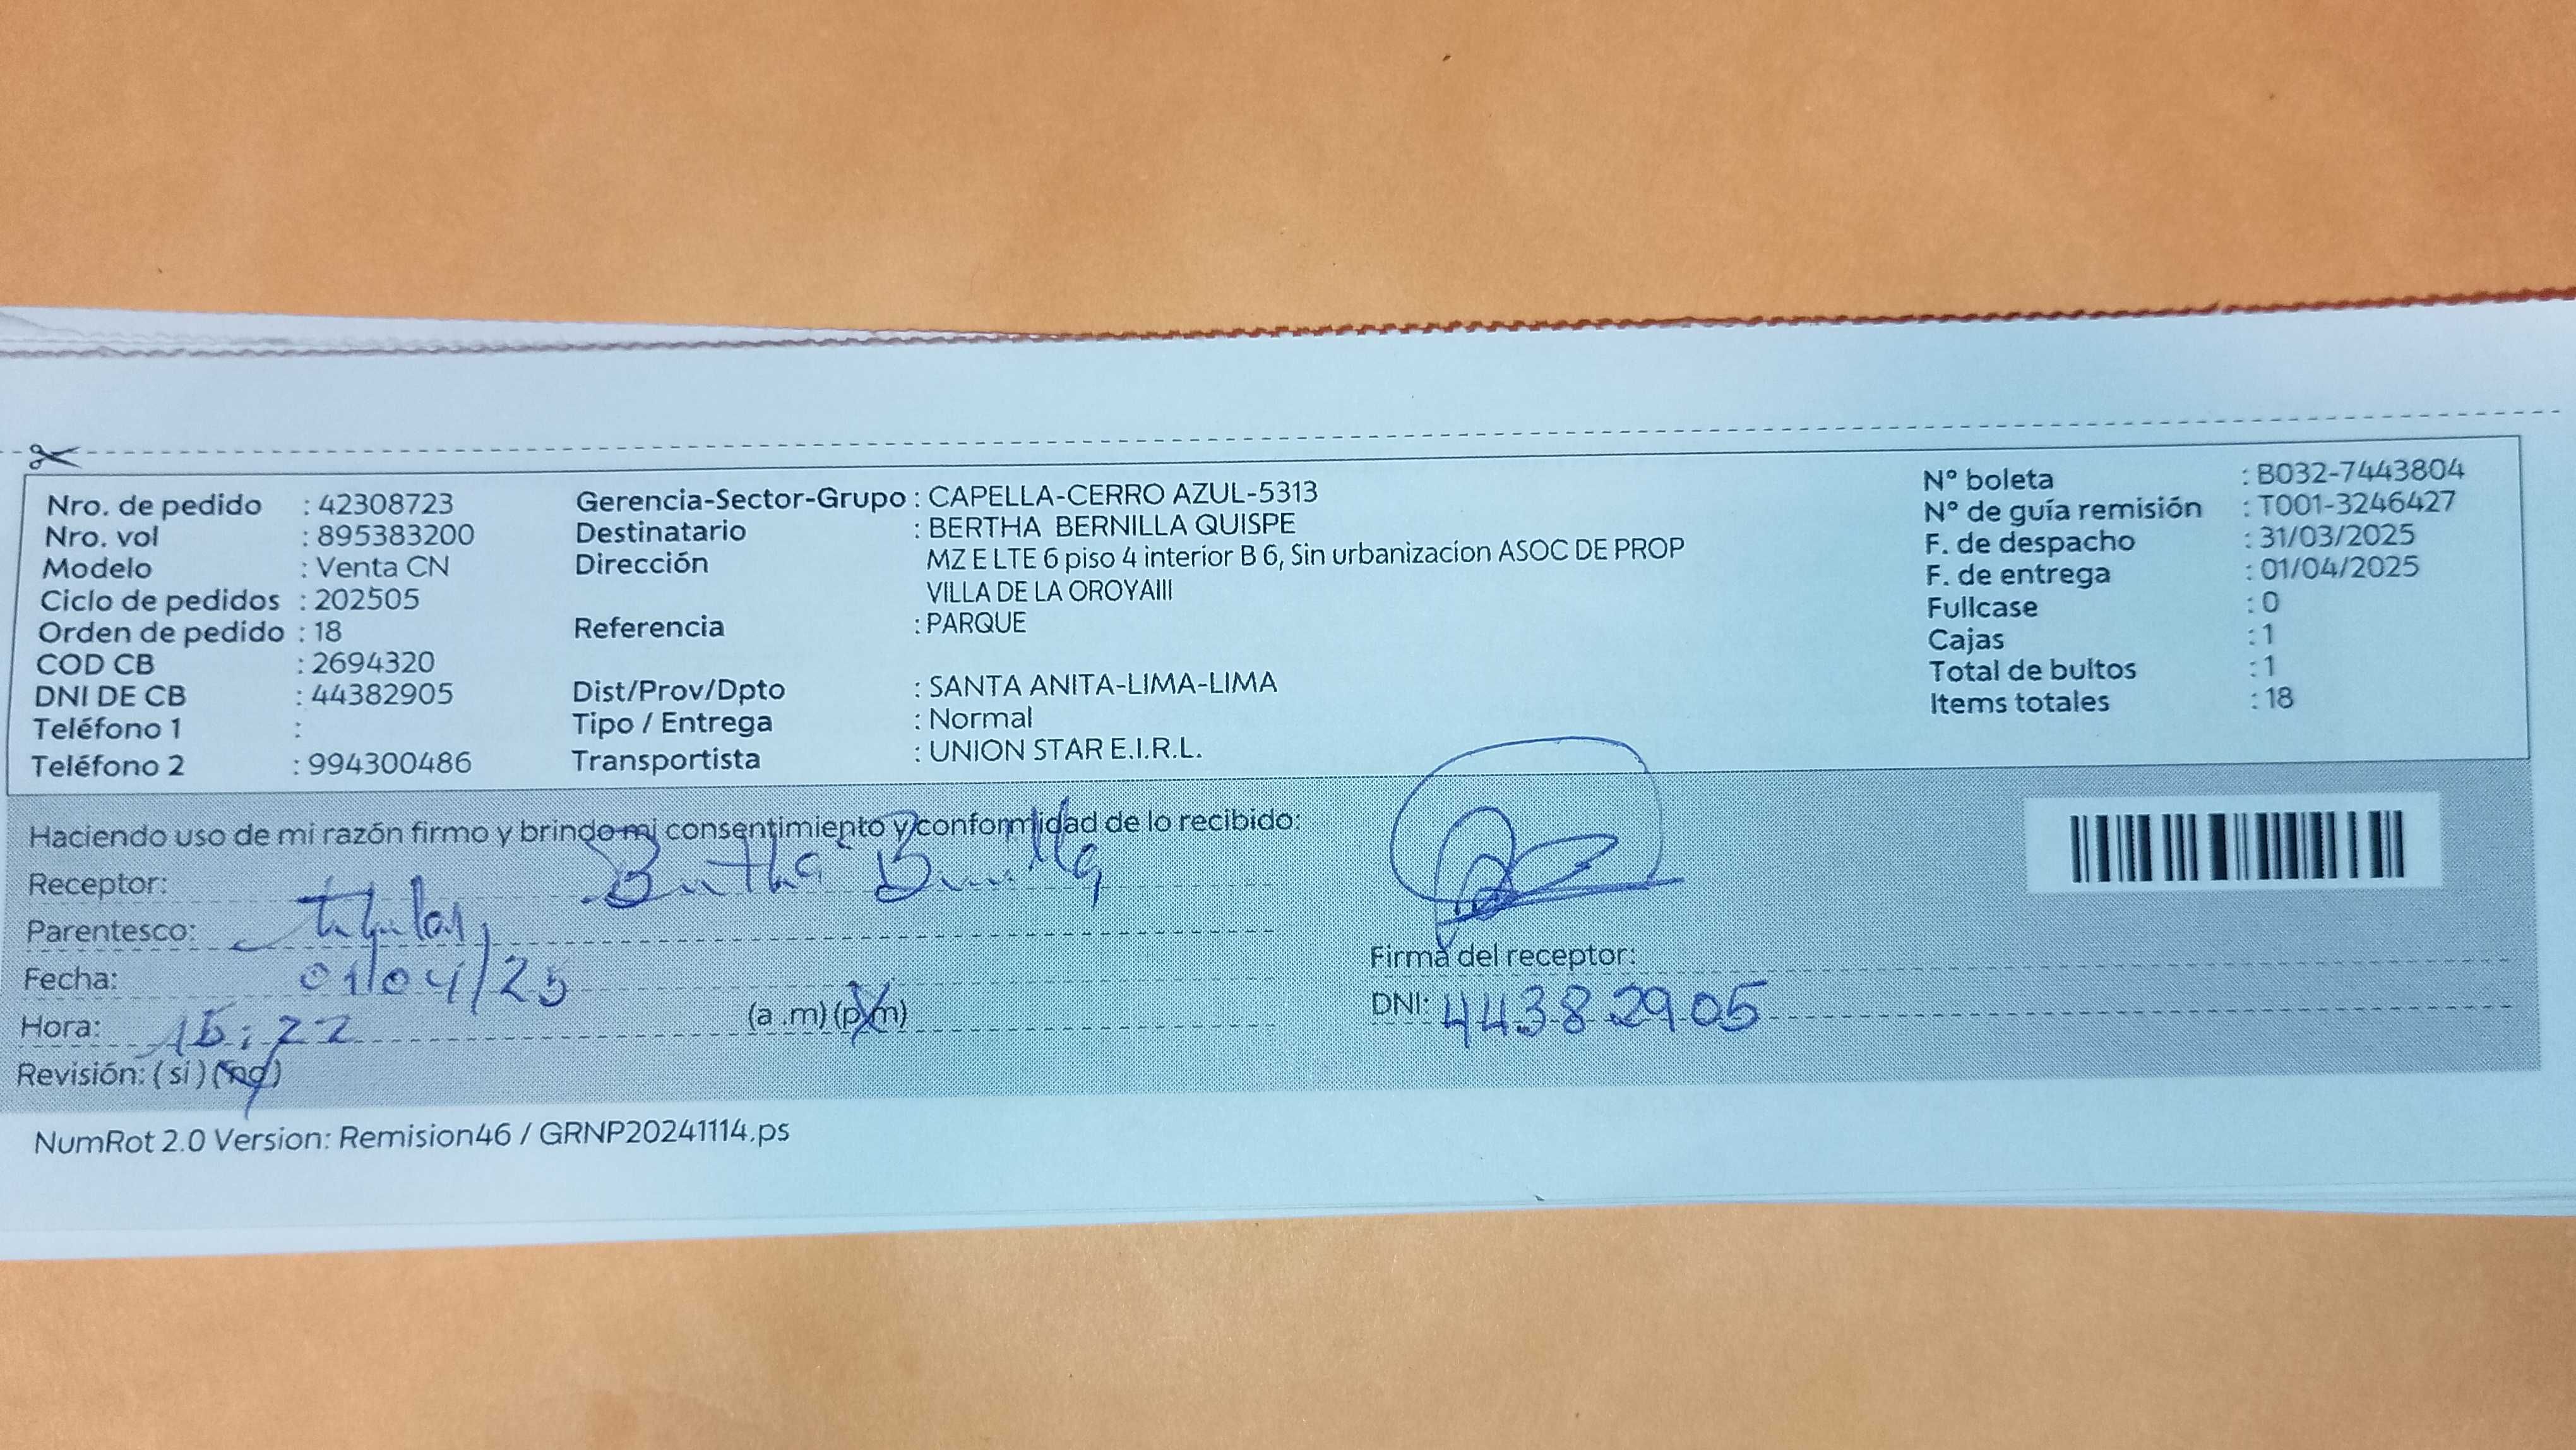 Nro. de pedido : 42308723
Nro. vol : 895383200
Modelo : Venta CN
Ciclo de pedidos : 202505
Orden de pedido : 18
COD CB : 2694320
DNI DE CB : 44382905
Teléfono 1 :
Teléfono 2 : 994300486
Gerencia-Sector-Grupo : CAPELLA-CERRO AZUL-5313
Destinatario : BERTHA BERNILLA QUISPE
Dirección MZ E LTE 6 piso 4 interior B 6, Sin urbanizacion ASOC DE PROP
VILLA DE LA OROYAIII
Referencia : PARQUE
Dist/Prov/Dpto : SANTA ANITA-LIMA-LIMA
Tipo / Entrega : Normal
Transportista : UNION STAR E.I.R.L.
N° boleta : B032-7443804
N° de guía remisión : T001-3246427
F. de despacho : 31/03/2025
F. de entrega : 01/04/2025
Fullcase : 0
Cajas : 1
Total de bultos : 1
Items totales : 18
Haciendo uso de mi razón firmo y brindo mi consentimiento y conformidad de lo recibido:
Receptor: Bertha Bernilla
Parentesco: titular
Fecha: 01/04/25
Hora: 15:22 (a .m) (p.m)
Revisión: ( si ) ( no )
Firma del receptor:
DNI: 44382905
NumRot 2.0 Version: Remision46 / GRNP20241114.ps